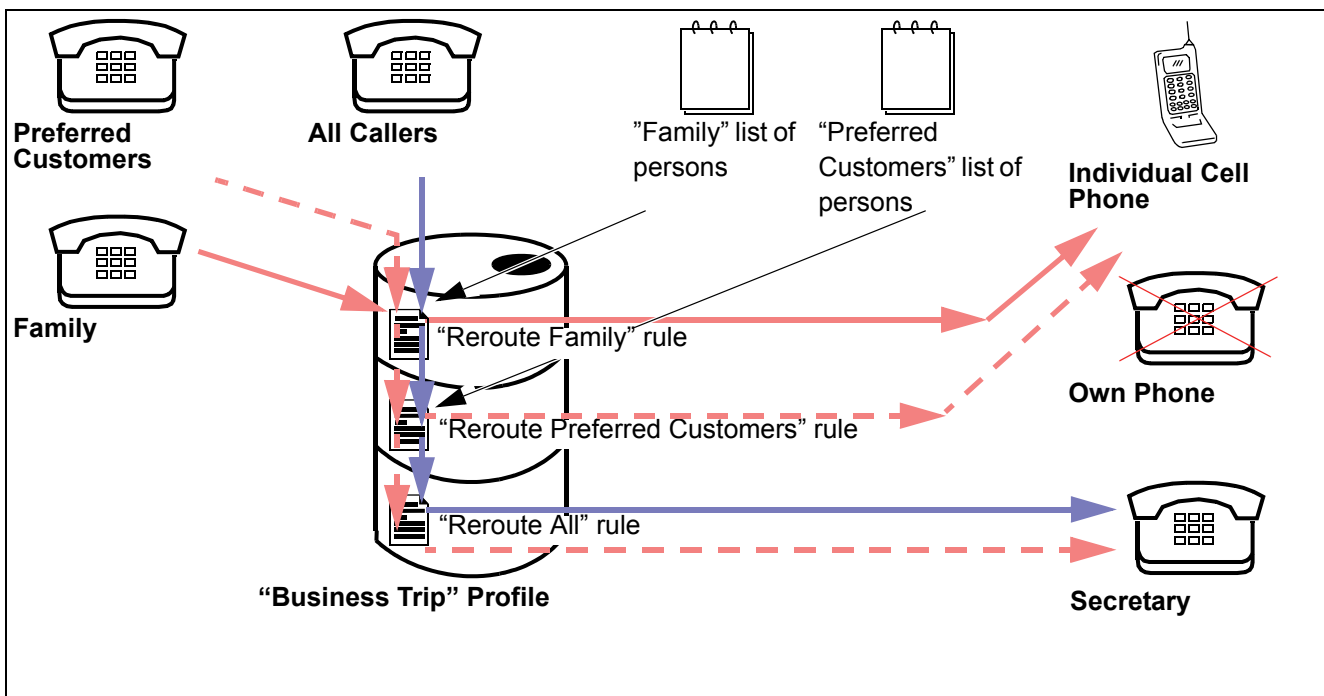 Preferred
Customers
All Callers
”Family” list of
persons
“Preferred
Customers” list of
persons
Individual Cell
Phone
Family
“Reroute Family” rule
Own Phone
“Reroute Preferred Customers” rule
“Reroute All” rule
“Business Trip” Profile
Secretary